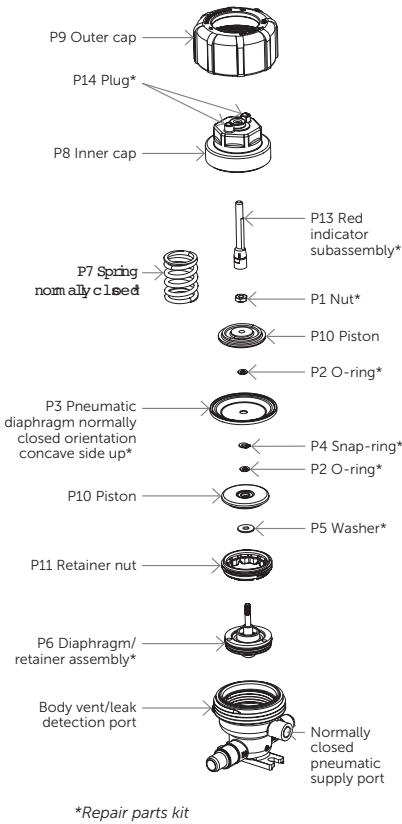 P9 Outer cap
P14 Plug*
P8 Inner cap
P13 Red
indicator
subassembly*
P7 Spring
normally closed*
P1 Nut*
P10 Piston
P2 O-ring*
P3 Pneumatic
diaphragm normally
closed orientation
concave side up*
P4 Snap-ring*
P2 O-ring*
P10 Piston
P5 Washer*
P11 Retainer nut
P6 Diaphragm/
retainer assembly*
Body vent/leak
detection port
Normally
closed
pneumatic
supply port
*Repair parts kit